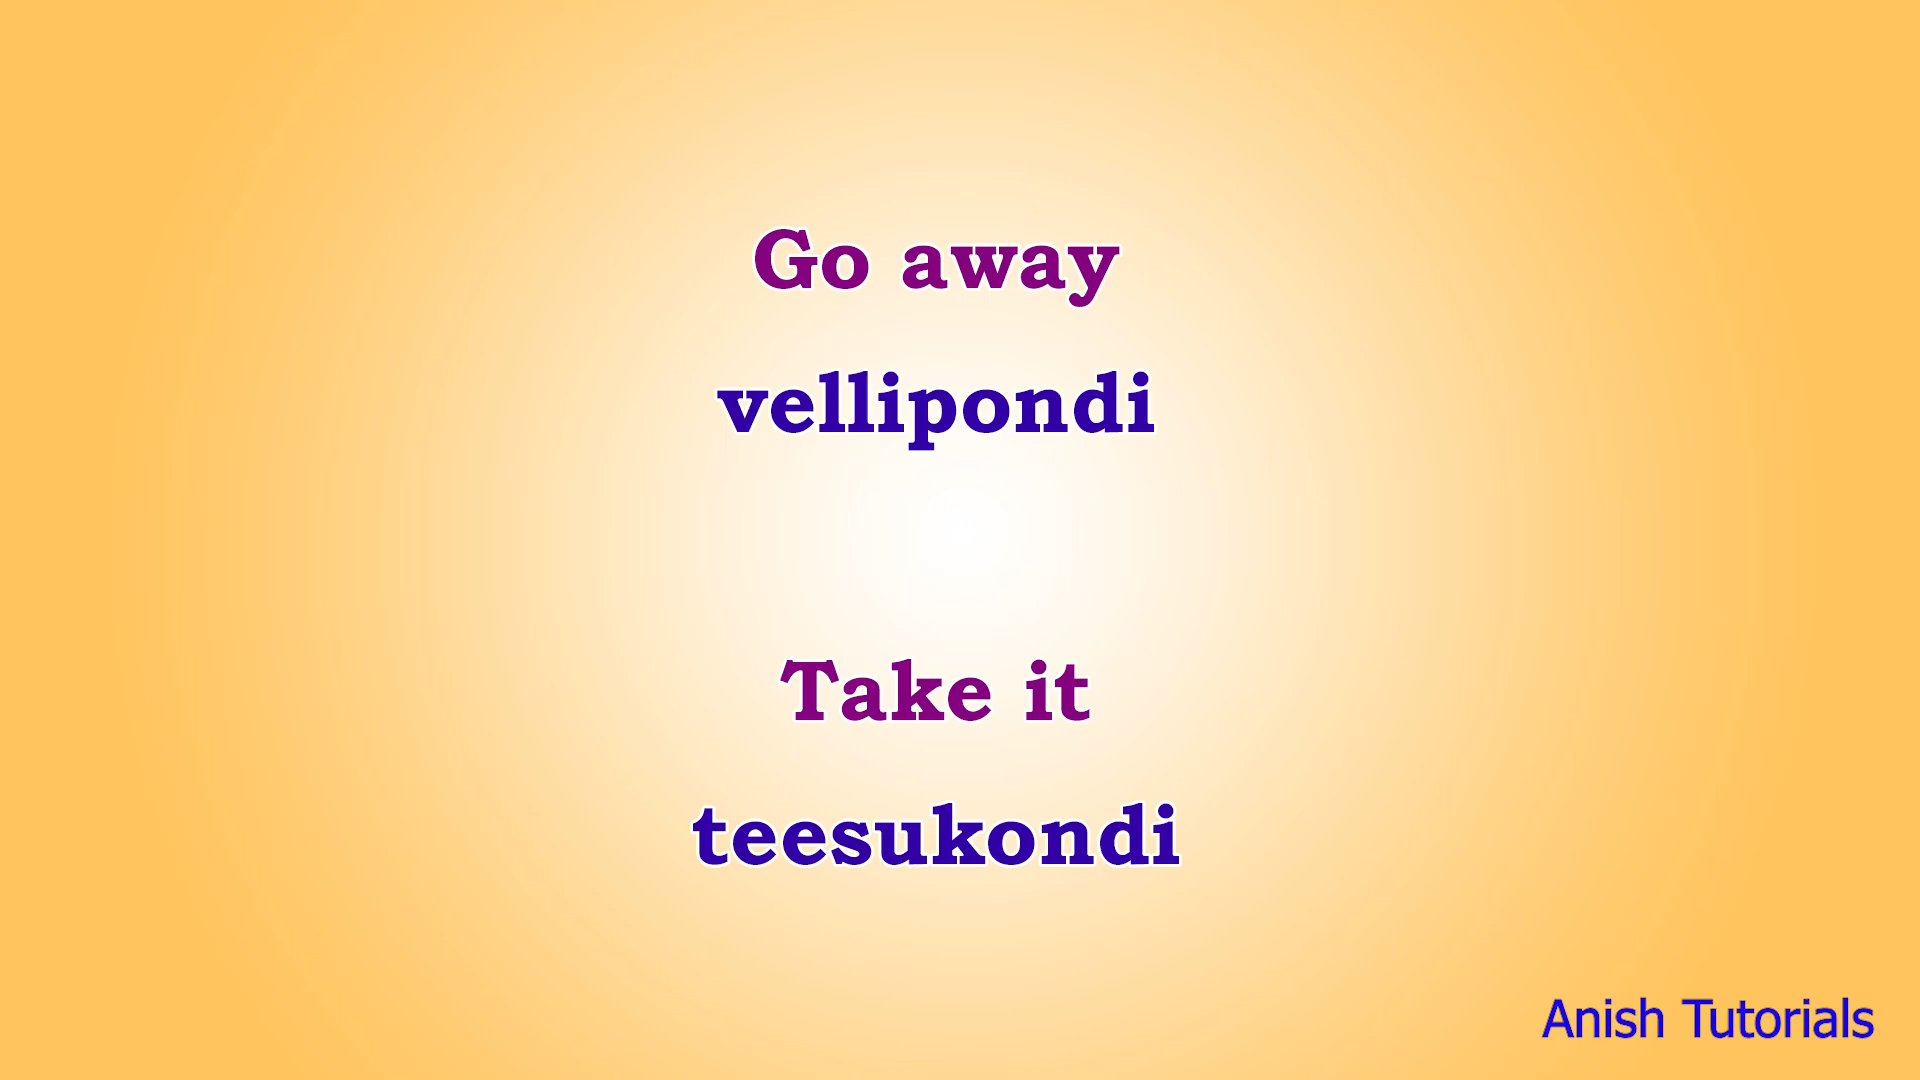 Go away
vellipondi
Take it
teesukondi
Anish Tutorials